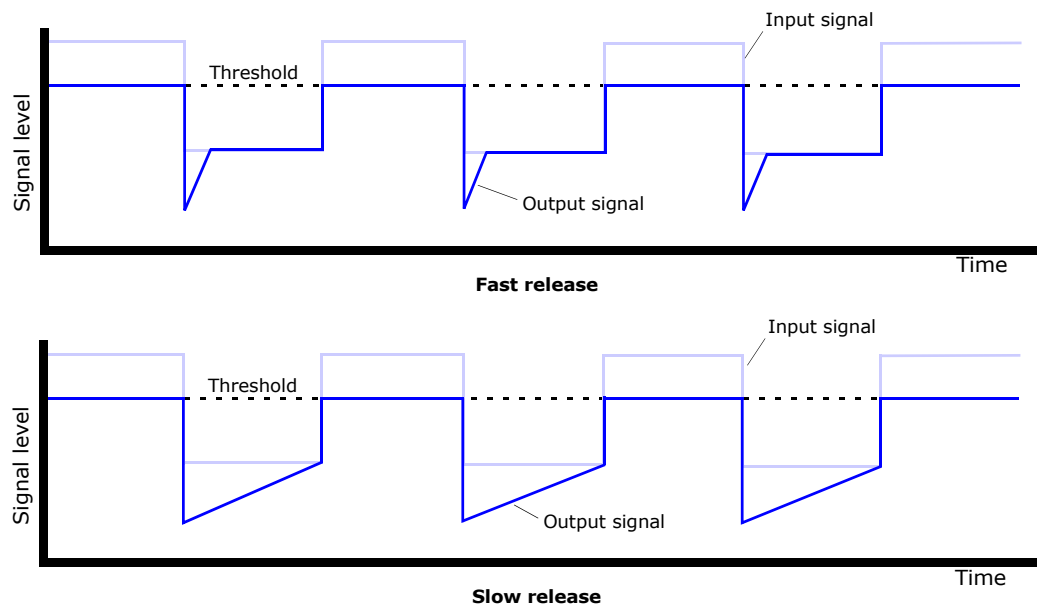 Input signal
Threshold
Signal level
Output signal
Time
Fast release
Input signal
Threshold
Signal level
Output signal
Time
Slow release